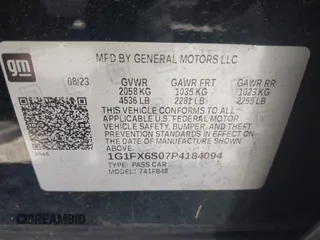 gm
MFD BY GENERAL MOTORS LLC
08/23 GVWR GAWR FRT GAWR RR
2058 KG 1035 KG 1023 KG
4536 LB 2281 LB 2255 LB
THIS VEHICLE CONFORMS TO ALL
APPLICABLE U.S. FEDERAL MOTOR
VEHICLE SAFETY, BUMPER, AND THEFT
PREVENTION STANDARDS IN EFFECT ON
THE DATE OF MANUFACTURE SHOWN ABOVE.
1G1FX6S07P4184094
TYPE: PASS CAR
MODEL:
DREAMBID